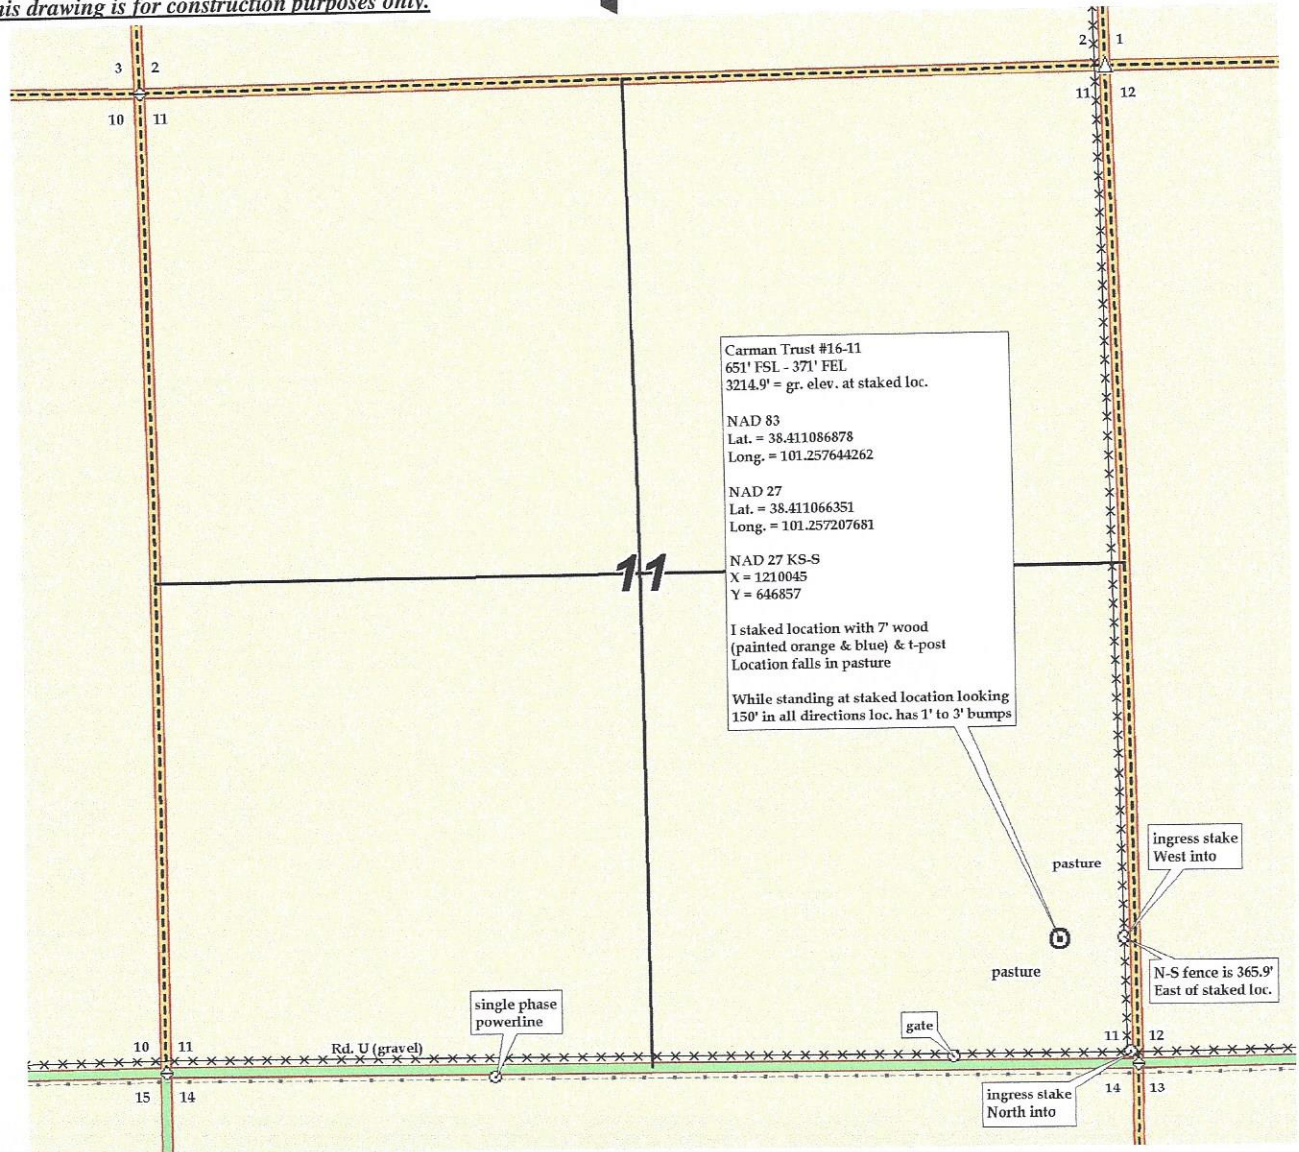 his drawing is for construction purposes only.
3 2
2 1
10 11
11 12
Carman Trust #16-11
651' FSL - 371' FEL
3214.9' = gr. elev. at staked loc.
NAD 83
Lat. = 38.411086878
Long. = 101.257644262
NAD 27
Lat. = 38.411066351
Long. = 101.257207681
NAD 27 KS-S
X = 1210045
Y = 646857
I staked location with 7' wood
(painted orange & blue) & t-post
Location falls in pasture
While standing at staked location looking
150' in all directions loc. has 1' to 3' bumps
11
ingress stake
West into
pasture
pasture
N-S fence is 365.9'
East of staked loc.
single phase
powerline
gate
10 11
Rd. U (gravel)
11 12
15 14
ingress stake
North into
14 13